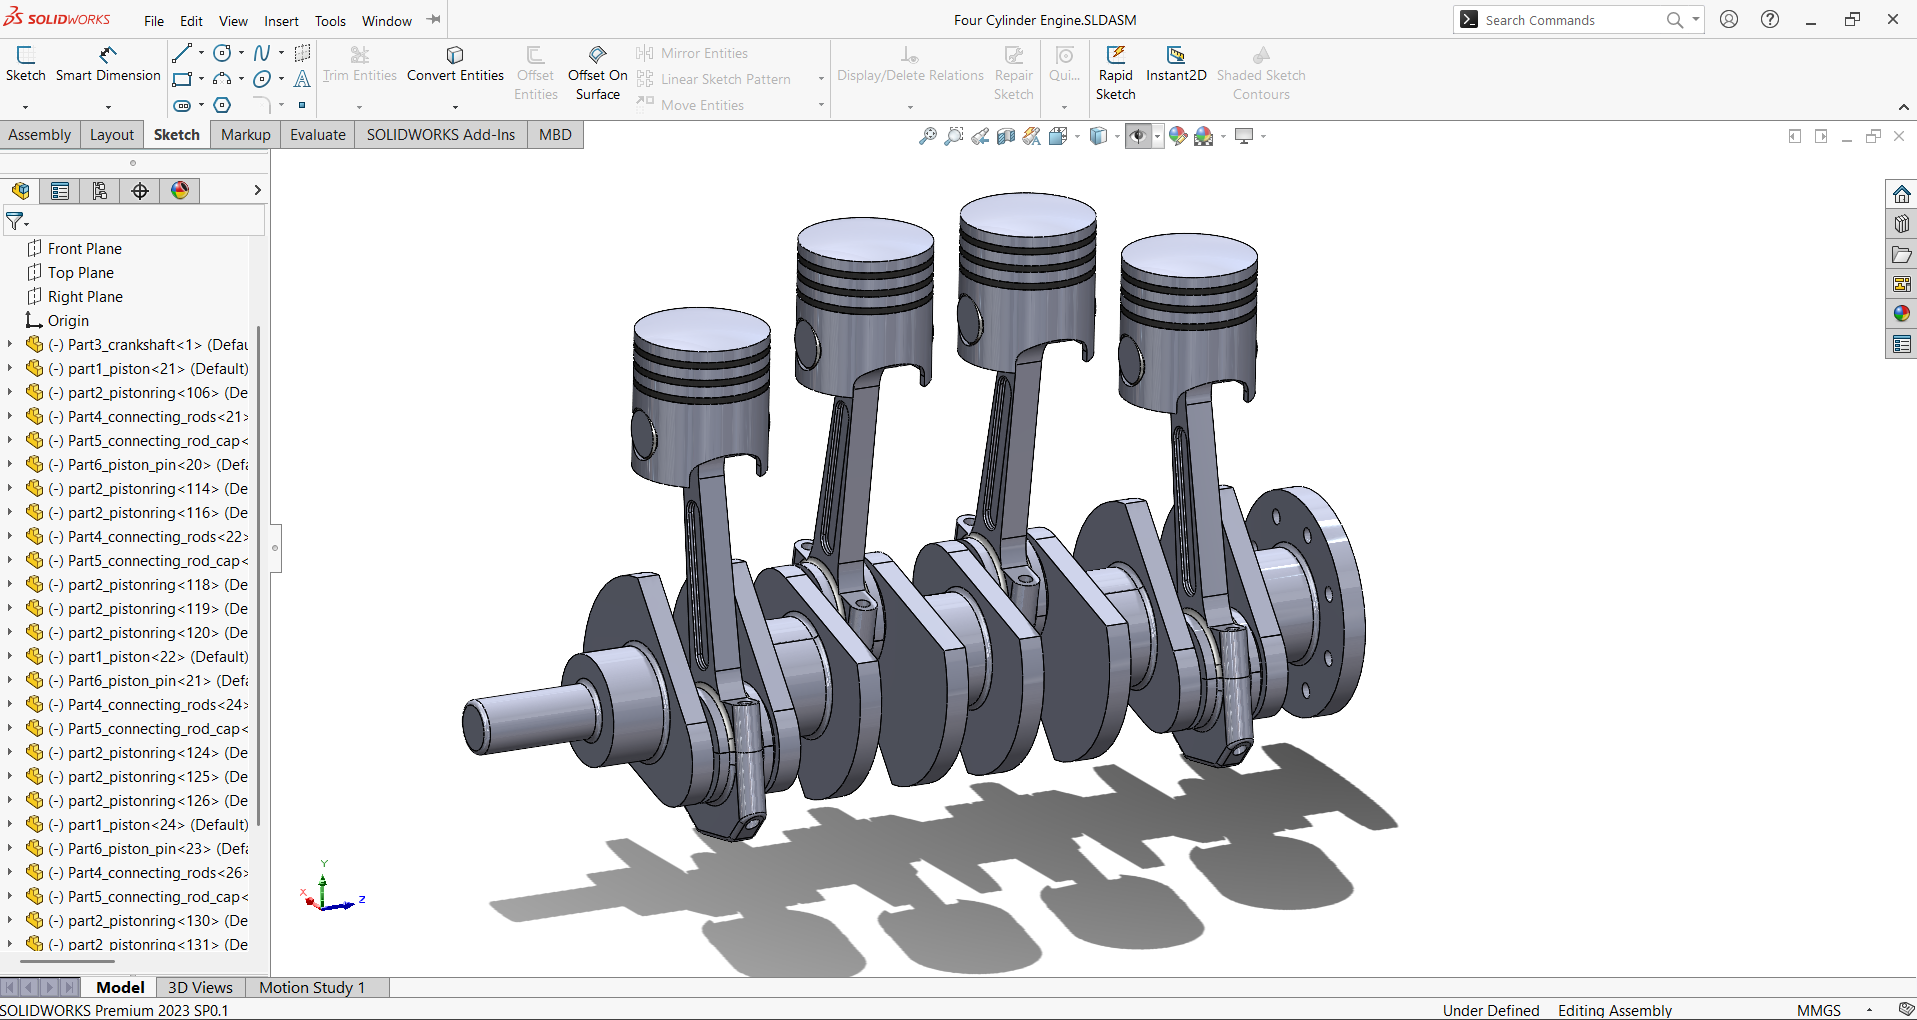 SOLIDWORKS
File Edit View Insert Tools Window
Four Cylinder Engine.SLDASM
Search Commands
Sketch
Smart Dimension
Trim Entities
Convert Entities
Offset
Entities
Offset On
Surface
Mirror Entities
Linear Sketch Pattern
Move Entities
Display/Delete Relations
Repair
Sketch
Qui...
Rapid
Sketch
Instant2D
Shaded Sketch
Contours
Assembly Layout Sketch Markup Evaluate SOLIDWORKS Add-Ins MBD
Front Plane
Top Plane
Right Plane
Origin
(-) Part3_crankshaft<1> (Defau
(-) part1_piston<21> (Default)
(-) part2_pistonring<106> (De
(-) Part4_connecting_rods<21>
(-) Part5_connecting_rod_cap<
(-) Part6_piston_pin<20> (Defa
(-) part2_pistonring<114> (De
(-) part2_pistonring<116> (De
(-) Part4_connecting_rods<22>
(-) Part5_connecting_rod_cap<
(-) part2_pistonring<118> (De
(-) part2_pistonring<119> (De
(-) part2_pistonring<120> (De
(-) part1_piston<22> (Default)
(-) Part6_piston_pin<21> (Defa
(-) Part4_connecting_rods<24>
(-) Part5_connecting_rod_cap<
(-) part2_pistonring<124> (De
(-) part2_pistonring<125> (De
(-) part2_pistonring<126> (De
(-) part1_piston<24> (Default)
(-) Part6_piston_pin<23> (Defa
(-) Part4_connecting_rods<26>
(-) Part5_connecting_rod_cap<
(-) part2_pistonring<130> (De
(-) part2_pistonring<131> (De
Y
X
Z
Model 3D Views Motion Study 1
SOLIDWORKS Premium 2023 SP0.1
Under Defined Editing Assembly MMGS